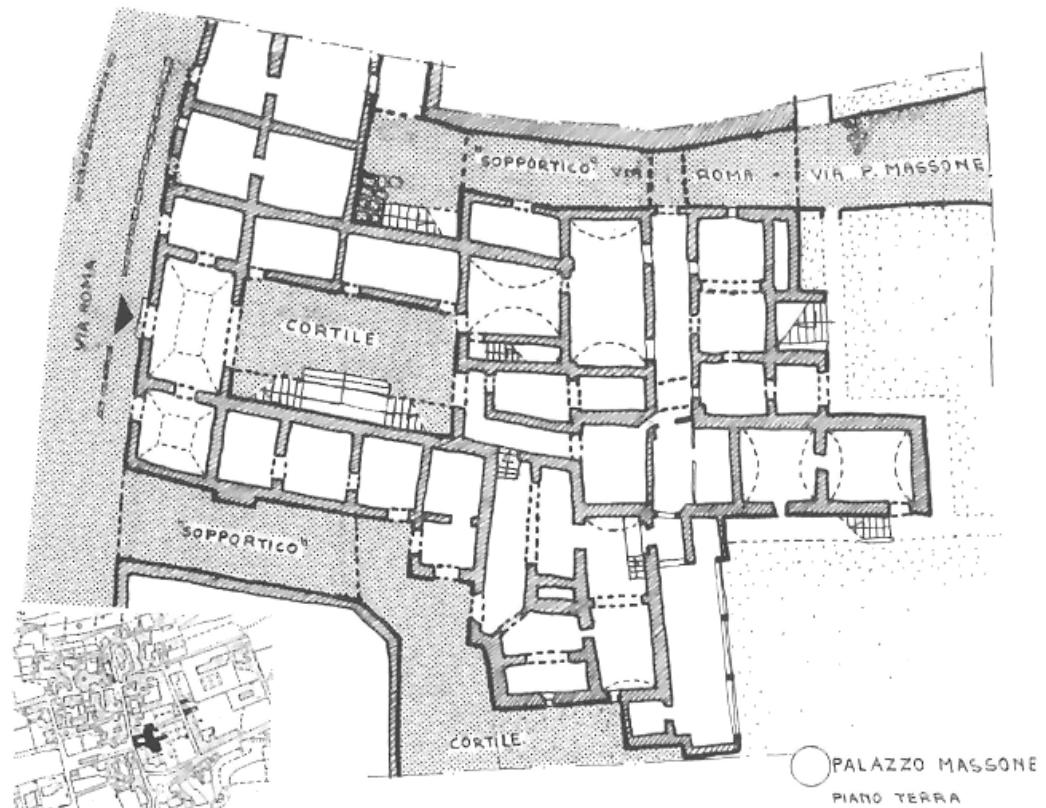 "SOPPORTICO" VIA ROMA - VIA P. MASSONE
VIA ROMA
CORTILE
"SOPPORTICO"
CORTILE
PALAZZO MASSONE
PIANO TERRA